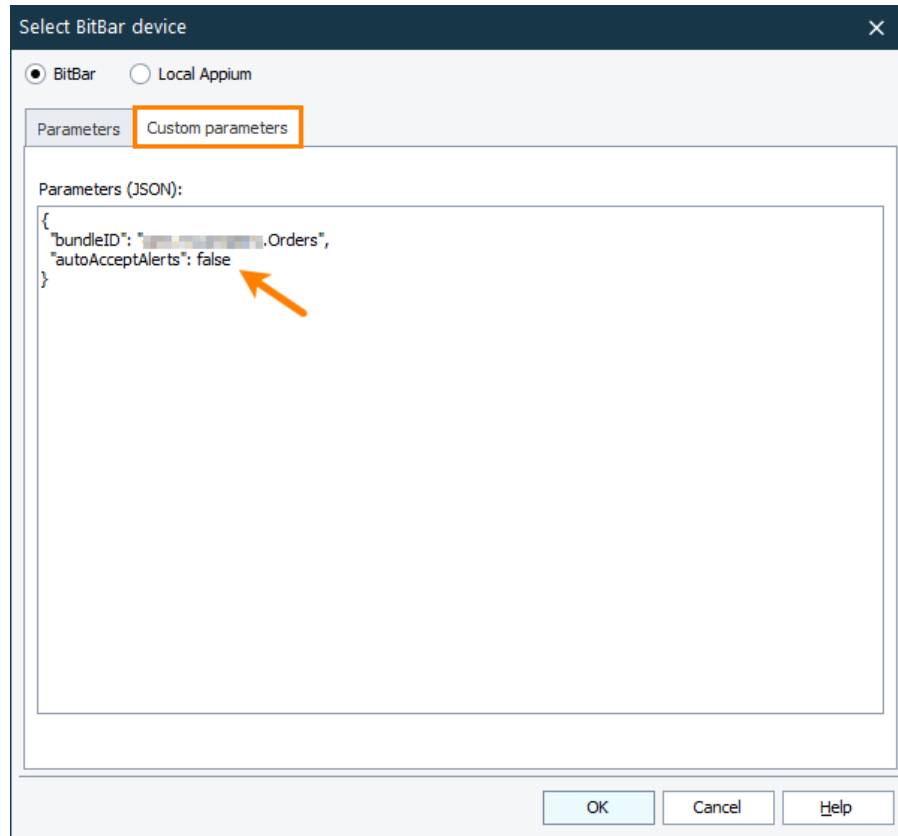 Select BitBar device
BitBar Local Appium
Parameters Custom parameters
Parameters (JSON):
{
"bundleID": " .Orders",
"autoAcceptAlerts": false
}
OK Cancel Help